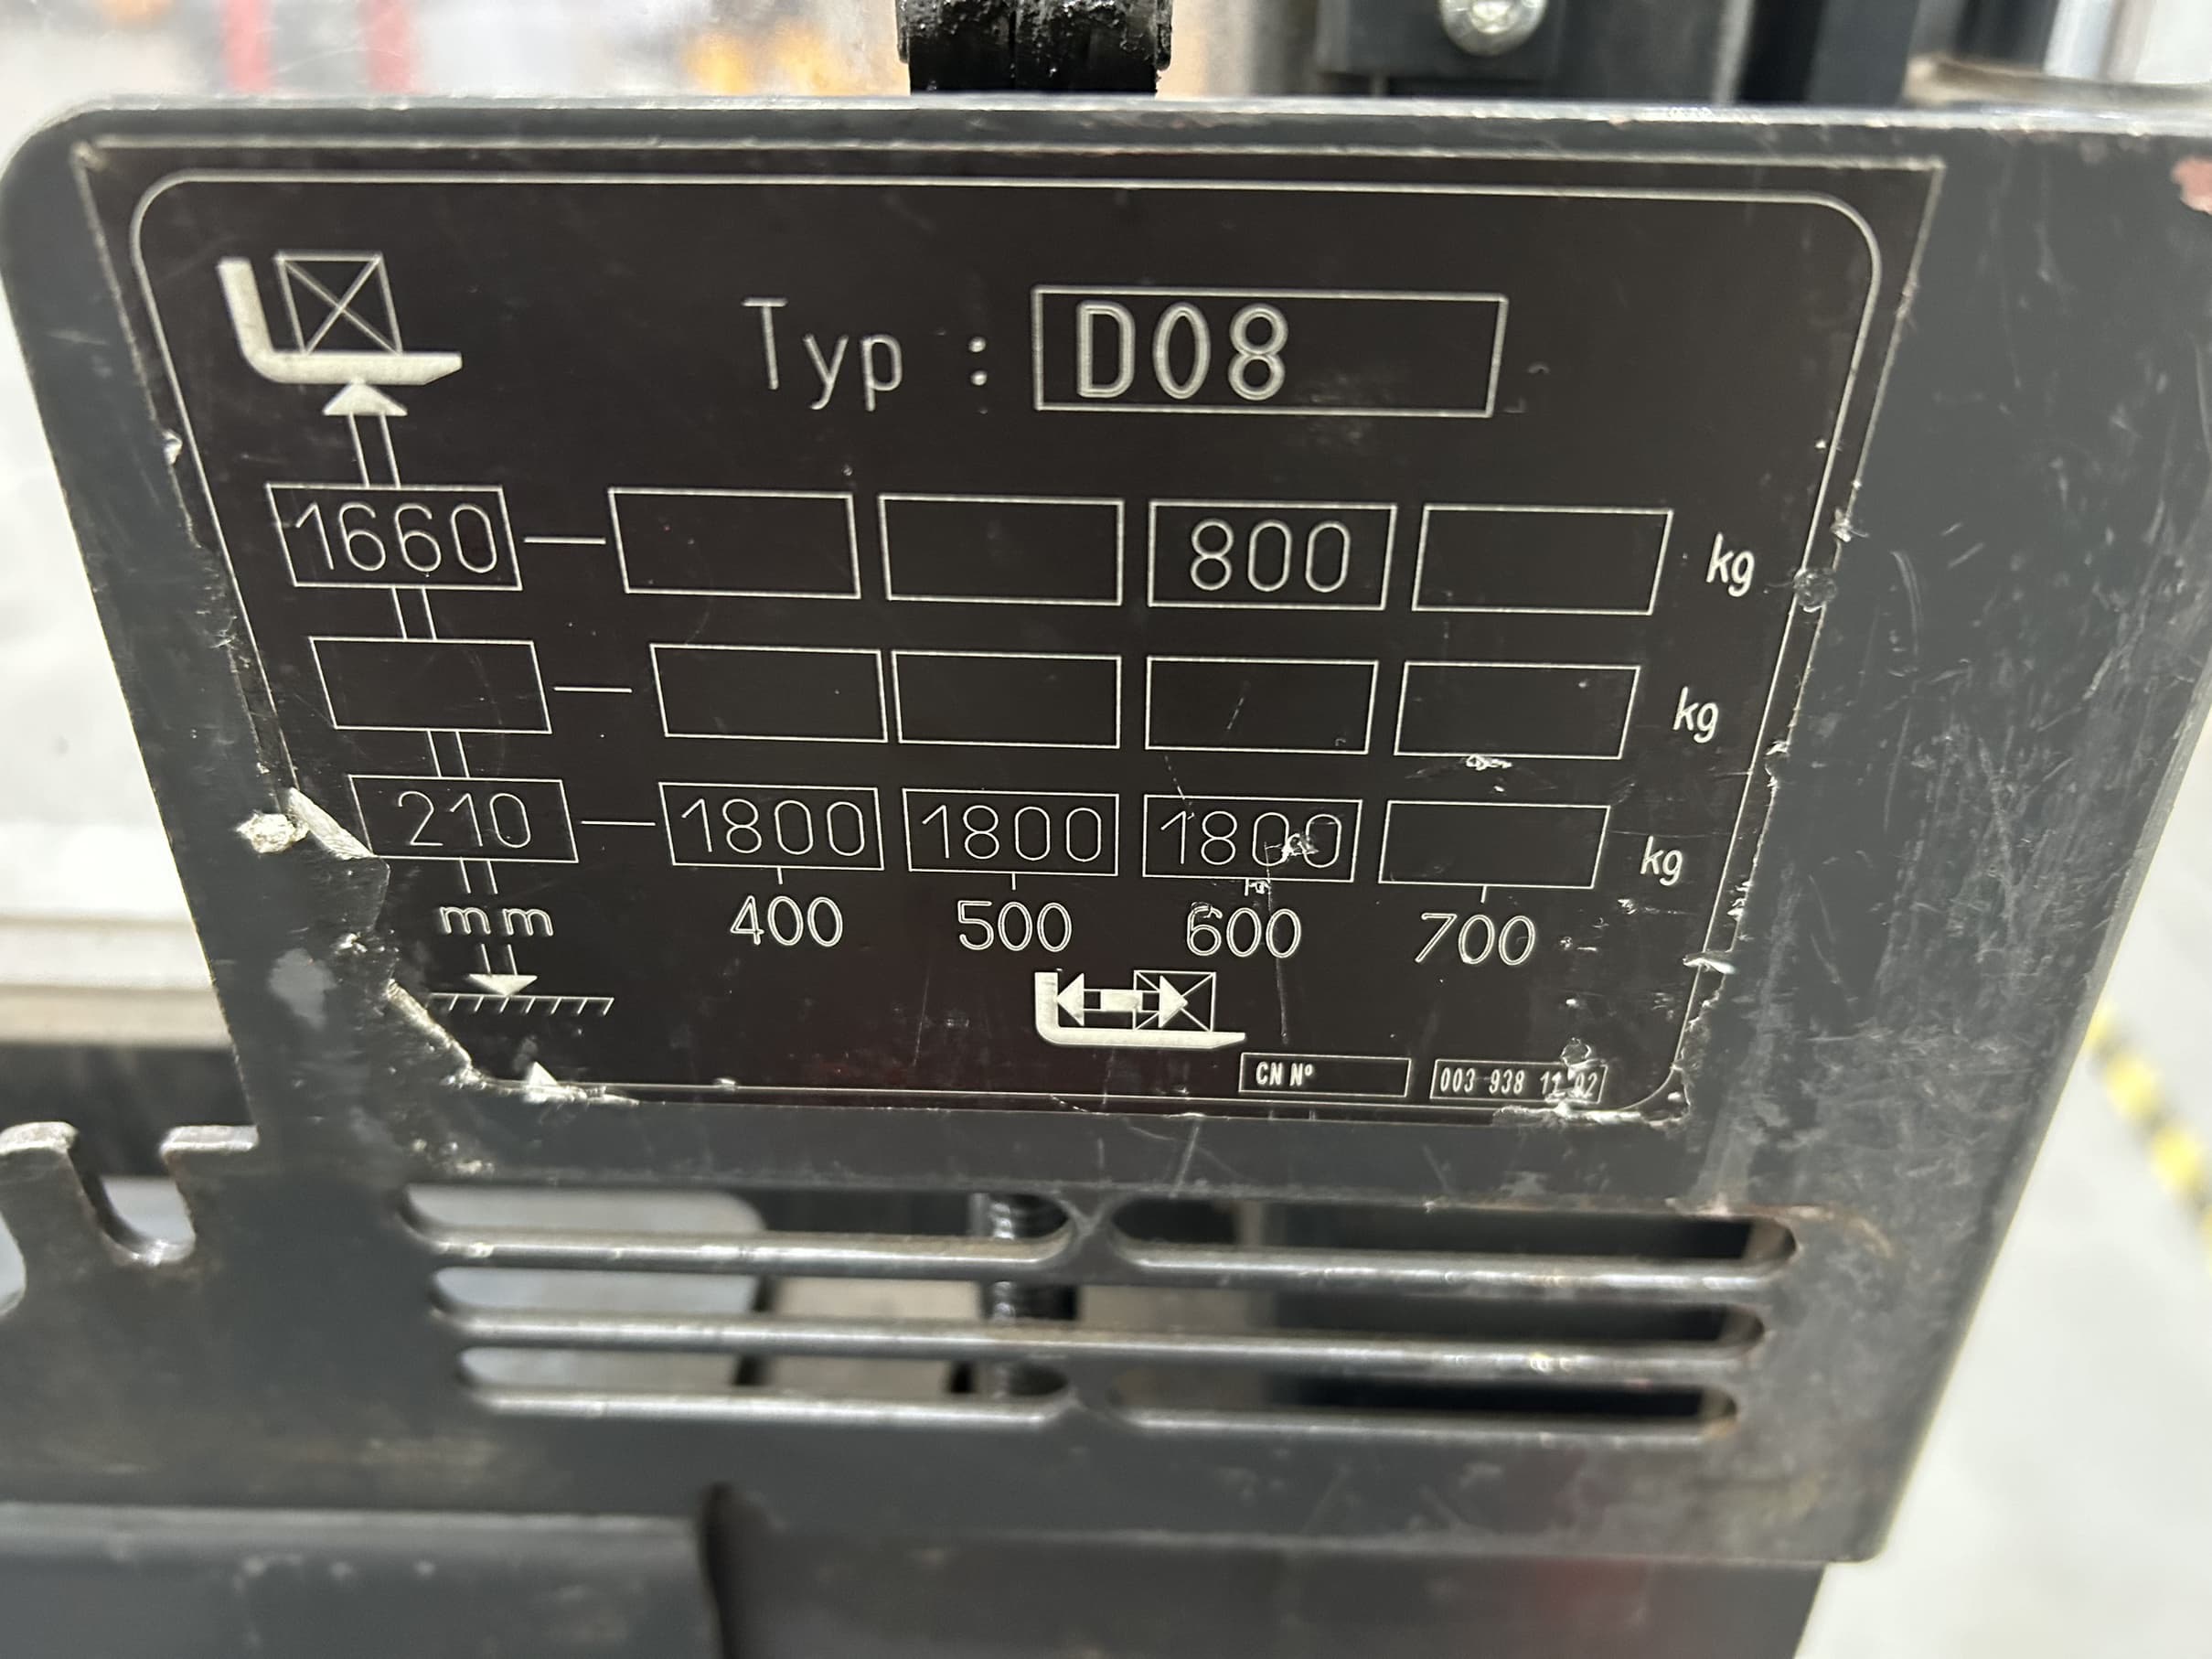 Typ : D08
1660 800 kg
kg
210 1800 1800 1800 kg
mm 400 500 600 700
CN Nº 003 938 11 02